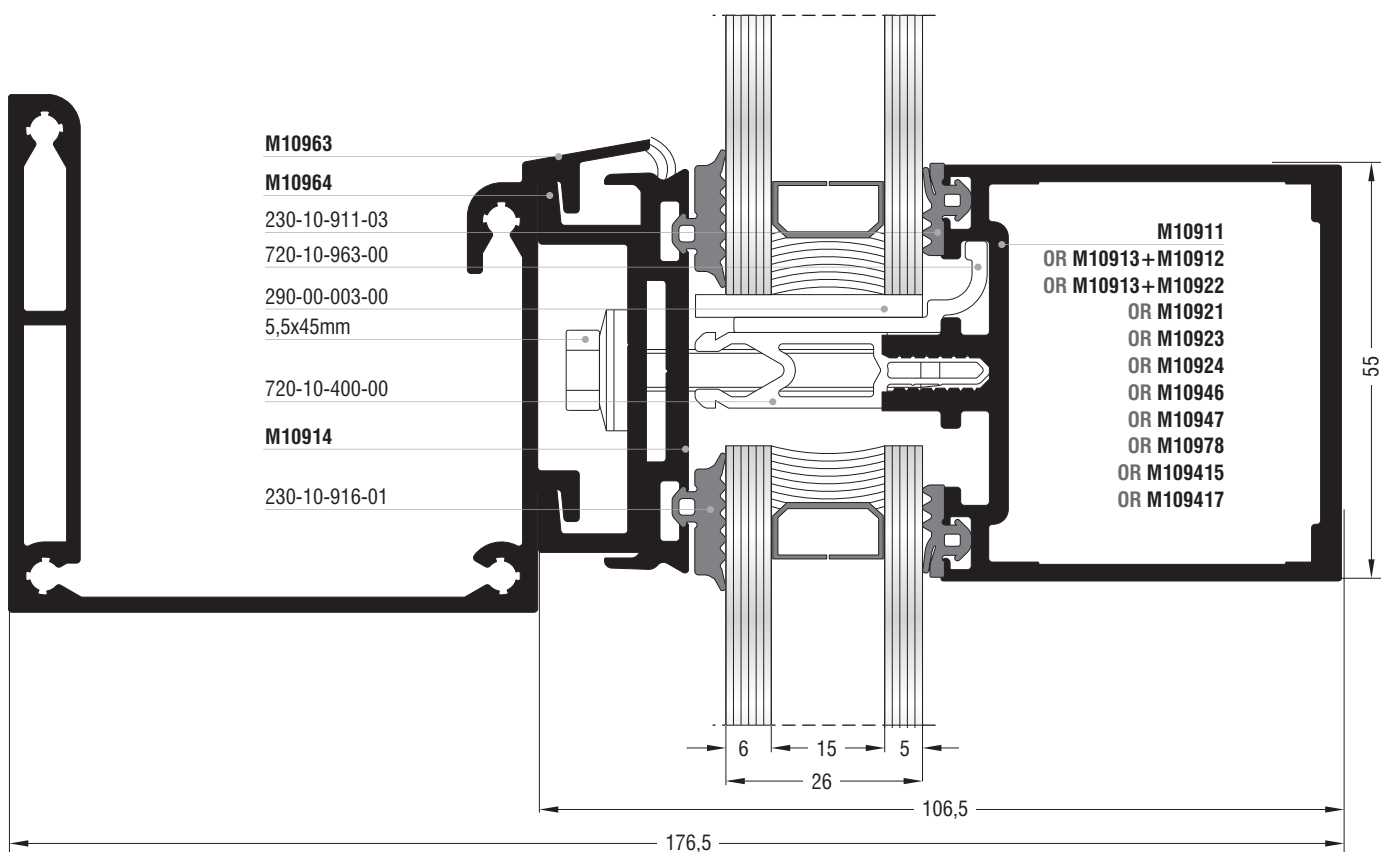 M10963
M10964
230-10-911-03
720-10-963-00
290-00-003-00
5,5x45mm
720-10-400-00
M10914
230-10-916-01
M10911
OR M10913+M10912
OR M10913+M10922
OR M10921
OR M10923
OR M10924
OR M10946
OR M10947
OR M10978
OR M109415
OR M109417
55
6 15 5
26
106,5
176,5